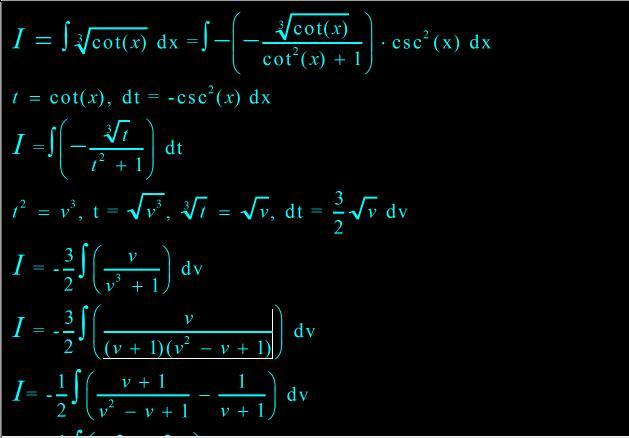 I = ∫ ∛cot(x) dx = ∫ −(− ∛cot(x) / (cot²(x) + 1)) · csc²(x) dx
t = cot(x), dt = -csc²(x) dx
I = ∫ (− ∛t / (t² + 1)) dt
t² = v³, t = √v³, ∛t = √v, dt = 3/2 √v dv
I = -3/2 ∫ (v / (v³ + 1)) dv
I = -3/2 ∫ (v / ((v + 1)(v² − v + 1))) dv
I = -1/2 ∫ ((v + 1) / (v² − v + 1) − 1 / (v + 1)) dv